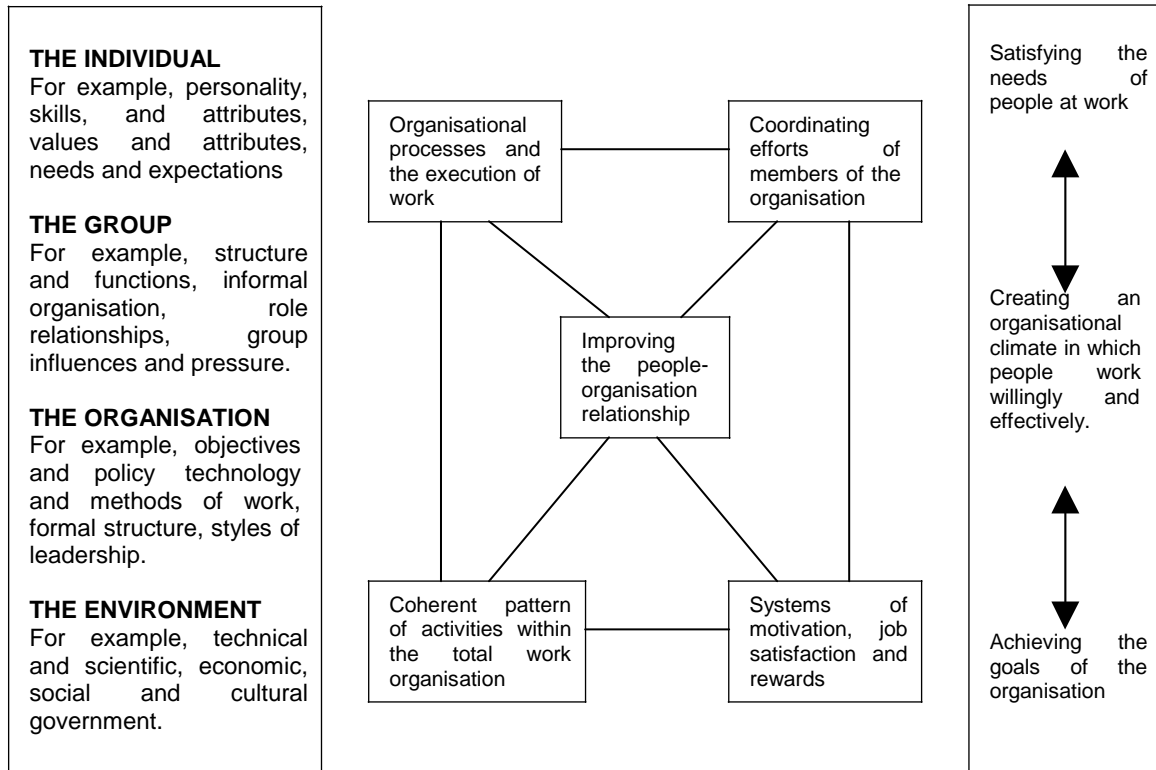 THE INDIVIDUAL
For example, personality,
skills, and attributes,
values and attributes,
needs and expectations
THE GROUP
For example, structure
and functions, informal
organisation, role
relationships, group
influences and pressure.
THE ORGANISATION
For example, objectives
and policy technology
and methods of work,
formal structure, styles of
leadership.
THE ENVIRONMENT
For example, technical
and scientific, economic,
social and cultural
government.
Organisational
processes and
the execution of
work
Coordinating
efforts of
members of the
organisation
Improving
the people-
organisation
relationship
Coherent pattern
of activities within
the total work
organisation
Systems of
motivation, job
satisfaction and
rewards
Satisfying the
needs of
people at work
Creating an
organisational
climate in which
people work
willingly and
effectively.
Achieving the
goals of the
organisation